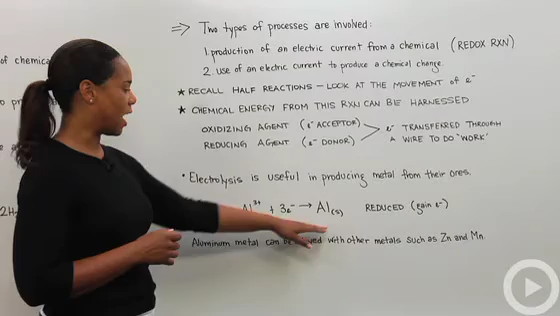 ⇒ Two types of processes are involved:
of chemica
1. production of an electric current from a chemical (REDOX RXN)
2. use of an electric current to produce a chemical change.
★ RECALL HALF REACTIONS - LOOK AT THE MOVEMENT of e⁻
to pro
★ CHEMICAL ENERGY FROM THIS RXN CAN BE HARNESSED
OXIDIZING AGENT (e⁻ ACCEPTOR)
REDUCING AGENT (e⁻ DONOR)
e⁻ TRANSFERRED THROUGH
A WIRE TO DO "WORK"
• Electrolysis is useful in producing metal from their ores.
2H₂
Al³⁺ + 3e⁻ → Al(s) REDUCED (gain e⁻)
Aluminum metal can be with other metals such as Zn and Mn.